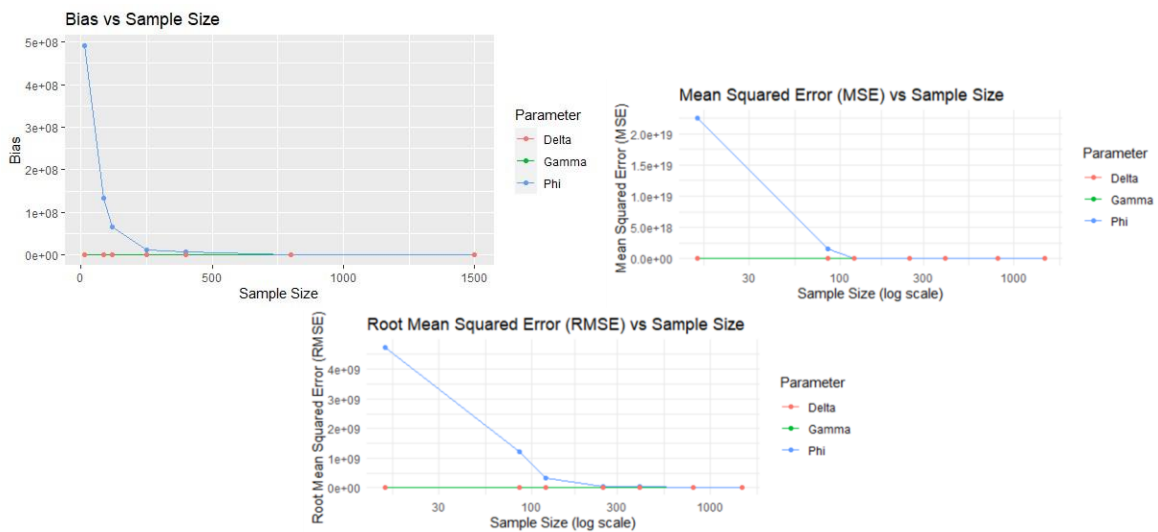 Bias vs Sample Size
5e+08
4e+08
3e+08
2e+08
1e+08
0e+00
Bias
0
500
1000
1500
Sample Size
Parameter
Delta
Gamma
Phi
Mean Squared Error (MSE) vs Sample Size
2.0e+19
1.5e+19
1.0e+19
5.0e+18
0.0e+00
Mean Squared Error (MSE)
30
100
300
1000
Sample Size (log scale)
Parameter
Delta
Gamma
Phi
Root Mean Squared Error (RMSE) vs Sample Size
4e+09
3e+09
2e+09
1e+09
0e+00
Root Mean Squared Error (RMSE)
30
100
300
1000
Sample Size (log scale)
Parameter
Delta
Gamma
Phi